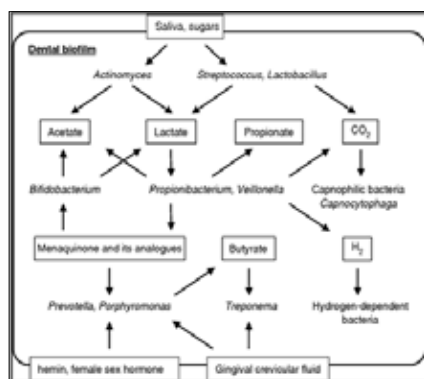 Saliva, sugars
Dental biofilm
Actinomyces
Streptococcus, Lactobacillus
Acetate
Lactate
Propionate
CO2
Bifidobacterium
Propionibacterium, Veillonella
Capnophilic bacteria
Capnocytophaga
Menaquinone and its analogues
Butyrate
H2
Prevotella, Porphyromonas
Treponema
Hydrogen-dependent
bacteria
hemin, female sex hormone
Gingival crevicular fluid